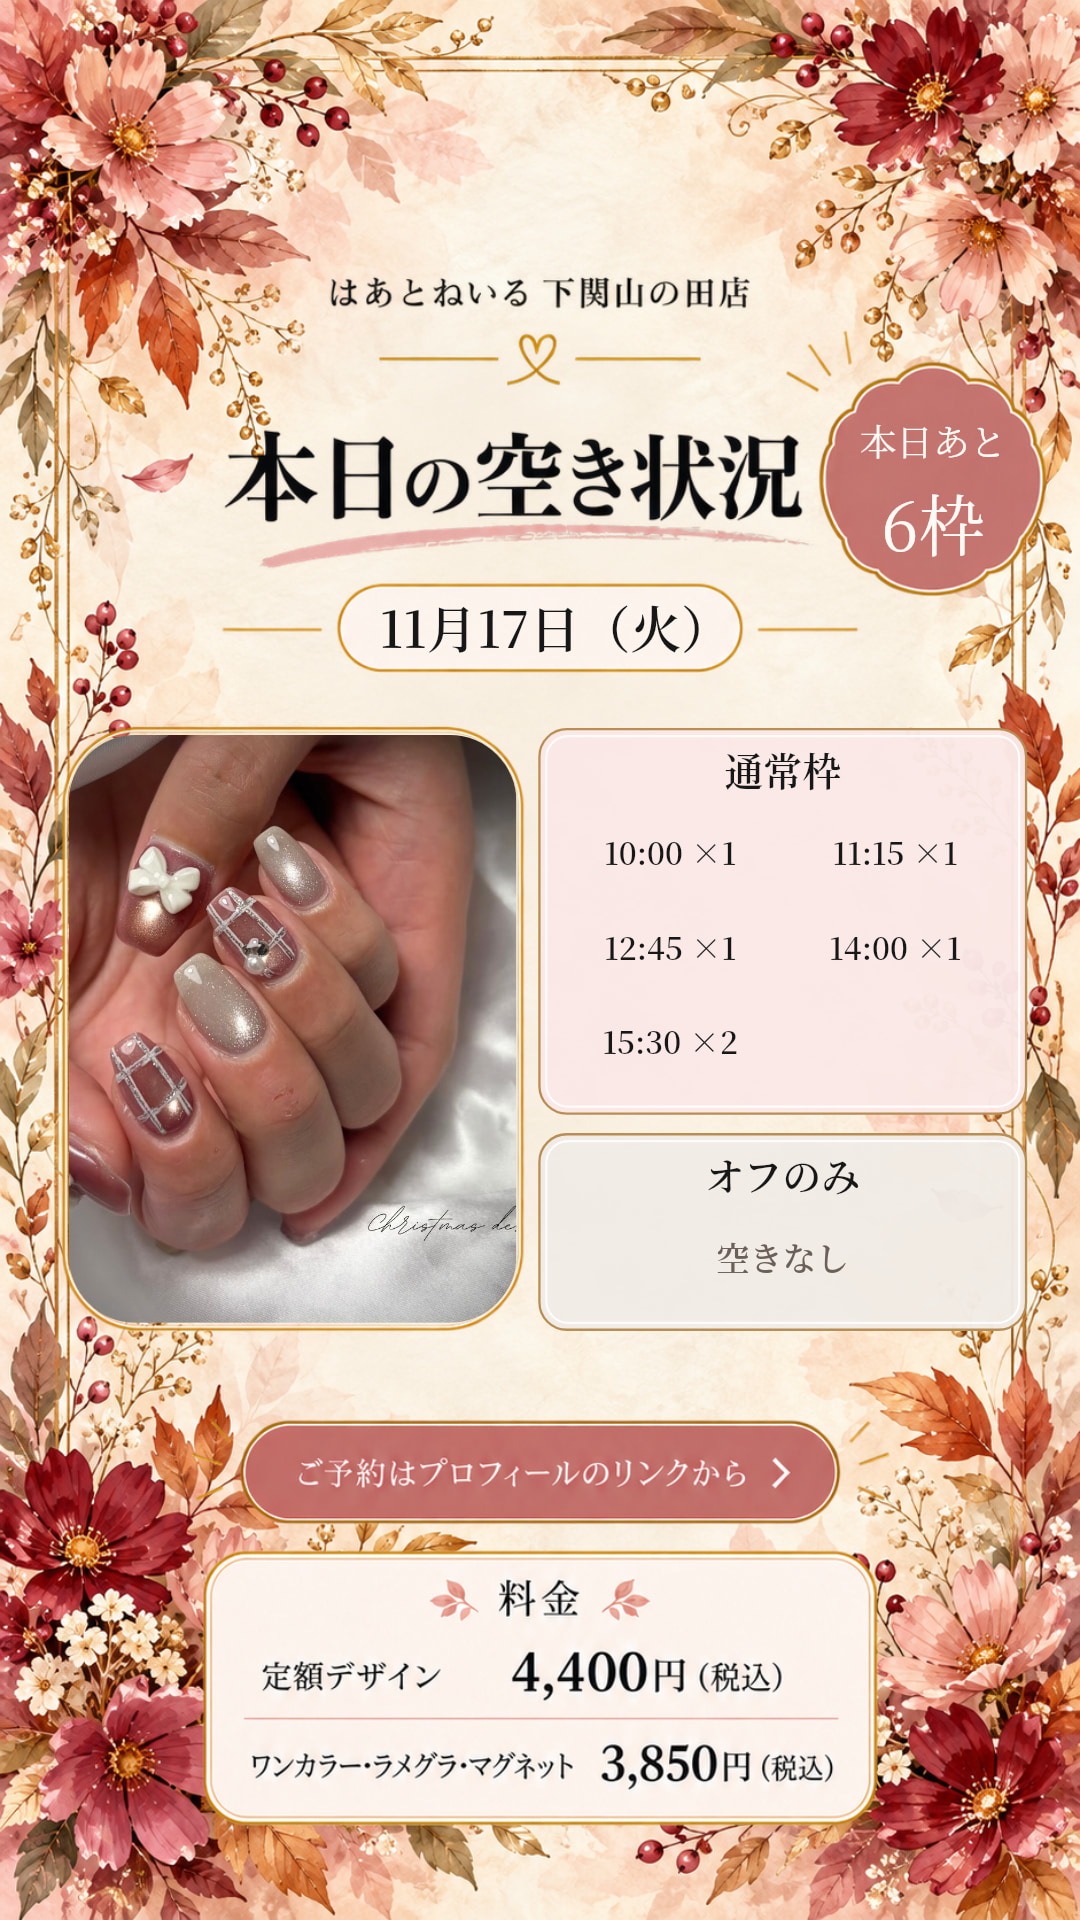 はあとねいる 下関山の田店
本日の空き状況
本日あと
6枠
11月17日（火）
通常枠
10:00 ×1
11:15 ×1
12:45 ×1
14:00 ×1
15:30 ×2
オフのみ
空きなし
Christmas de
ご予約はプロフィールのリンクから
料金
定額デザイン 4,400円 (税込)
ワンカラー・ラメグラ・マグネット 3,850円 (税込)